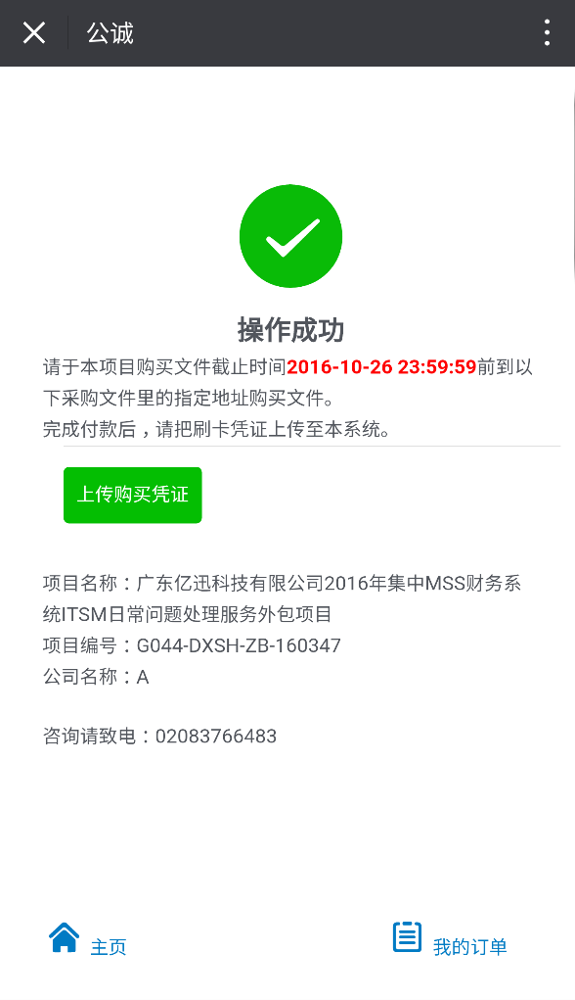 公诚
操作成功
请于本项目购买文件截止时间2016-10-26 23:59:59前到以
下采购文件里的指定地址购买文件。
完成付款后，请把刷卡凭证上传至本系统。
上传购买凭证
项目名称：广东亿迅科技有限公司2016年集中MSS财务系
统ITSM日常问题处理服务外包项目
项目编号：G044-DXSH-ZB-160347
公司名称：A
咨询请致电：02083766483
主页
我的订单